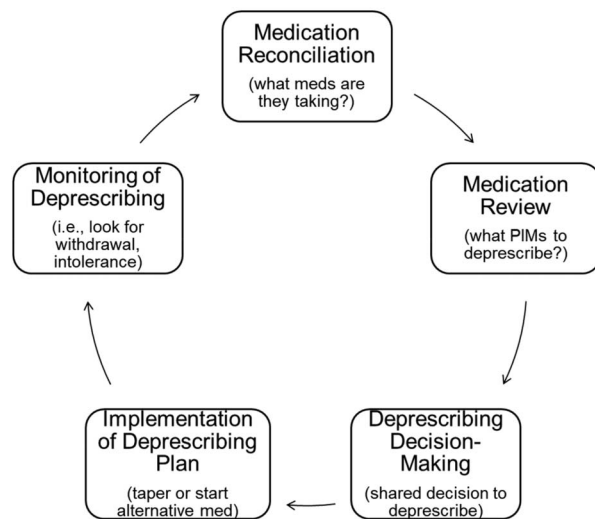 Medication
Reconciliation
(what meds are
they taking?)
Medication
Review
(what PIMs to
deprescribe?)
Deprescribing
Decision-
Making
(shared decision to
deprescribe)
Implementation
of Deprescribing
Plan
(taper or start
alternative med)
Monitoring of
Deprescribing
(i.e., look for
withdrawal,
intolerance)